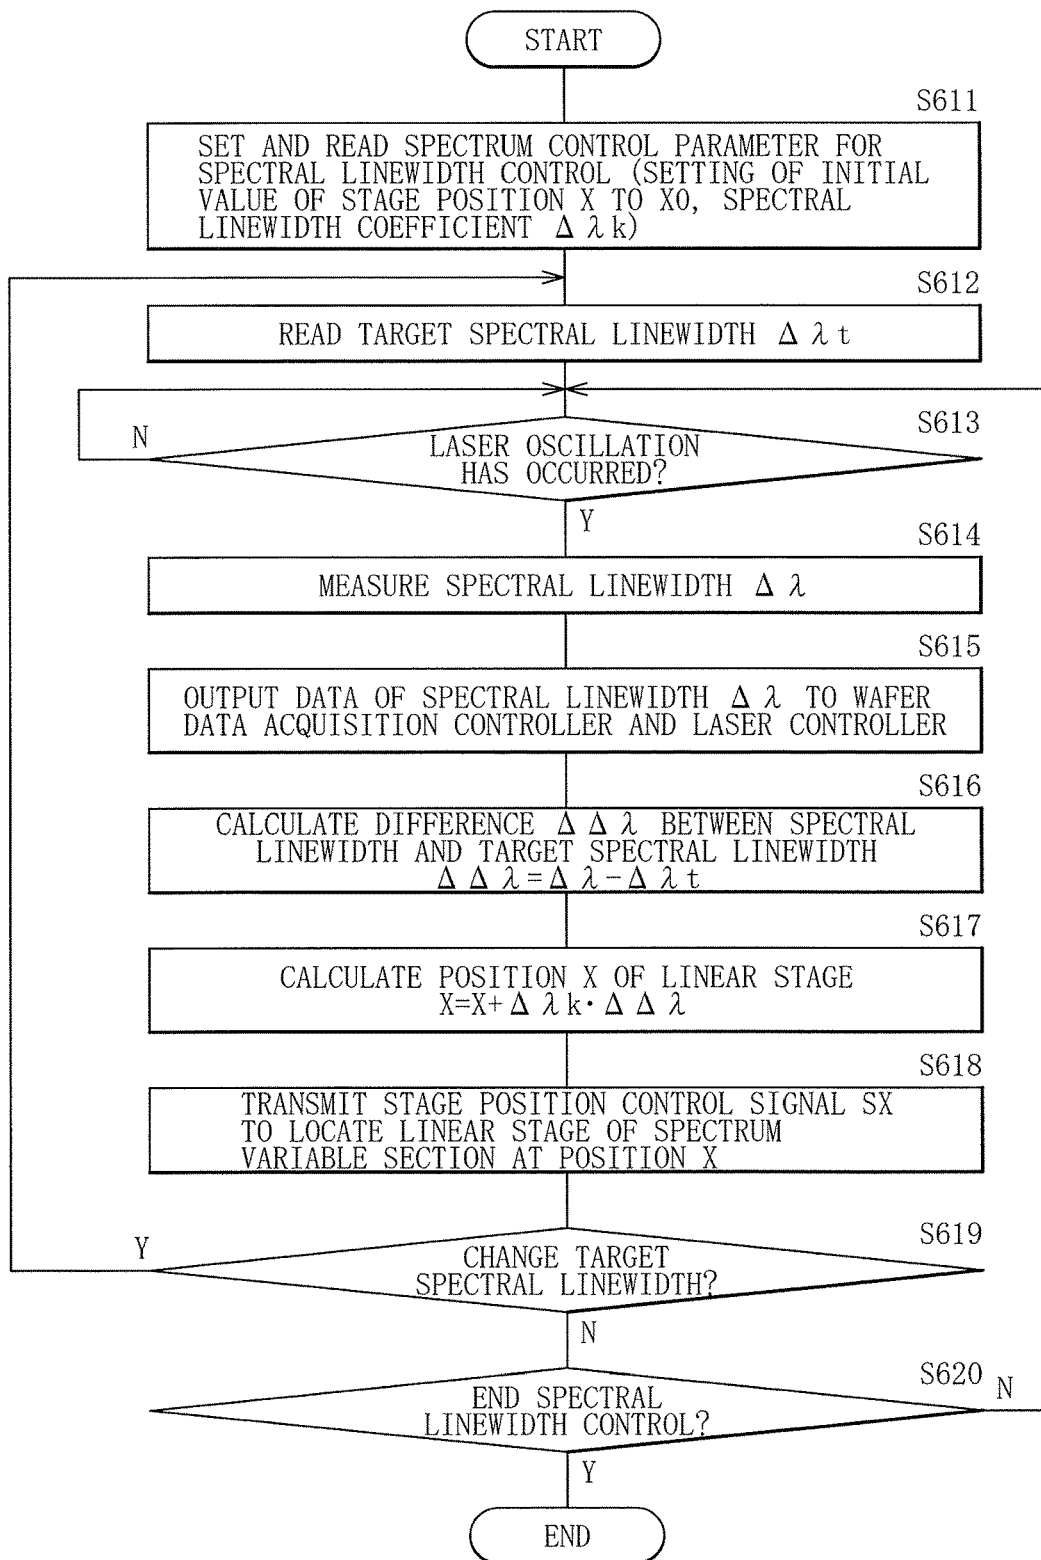 START
S611
SET AND READ SPECTRUM CONTROL PARAMETER FOR
SPECTRAL LINEWIDTH CONTROL (SETTING OF INITIAL
VALUE OF STAGE POSITION X TO X0, SPECTRAL
LINEWIDTH COEFFICIENT Δλk)
S612
READ TARGET SPECTRAL LINEWIDTH Δλt
S613
N
LASER OSCILLATION
HAS OCCURRED?
Y
S614
MEASURE SPECTRAL LINEWIDTH Δλ
S615
OUTPUT DATA OF SPECTRAL LINEWIDTH Δλ TO WAFER
DATA ACQUISITION CONTROLLER AND LASER CONTROLLER
S616
CALCULATE DIFFERENCE ΔΔλ BETWEEN SPECTRAL
LINEWIDTH AND TARGET SPECTRAL LINEWIDTH
ΔΔλ=Δλ-Δλt
S617
CALCULATE POSITION X OF LINEAR STAGE
X=X+Δλk·ΔΔλ
S618
TRANSMIT STAGE POSITION CONTROL SIGNAL SX
TO LOCATE LINEAR STAGE OF SPECTRUM
VARIABLE SECTION AT POSITION X
S619
Y
CHANGE TARGET
SPECTRAL LINEWIDTH?
N
S620
N
END SPECTRAL
LINEWIDTH CONTROL?
Y
END